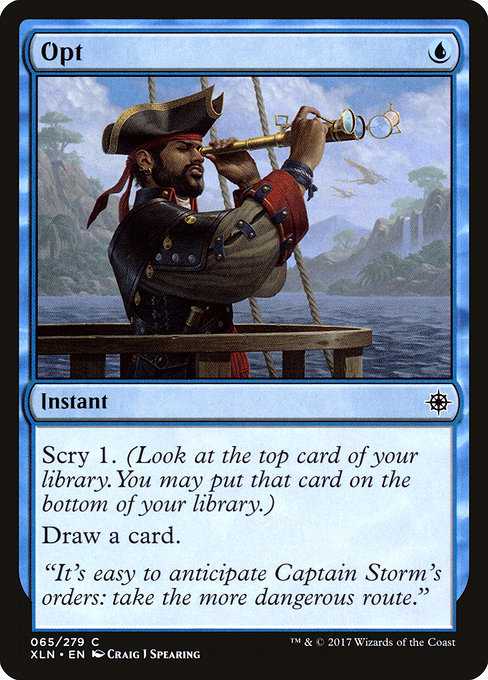 Opt
Instant
Scry 1. (Look at the top card of your
library. You may put that card on the
bottom of your library.)
Draw a card.
“It’s easy to anticipate Captain Storm’s
orders: take the more dangerous route.”
065/279 C
XLN • EN Craig J Spearing
™ & © 2017 Wizards of the Coast